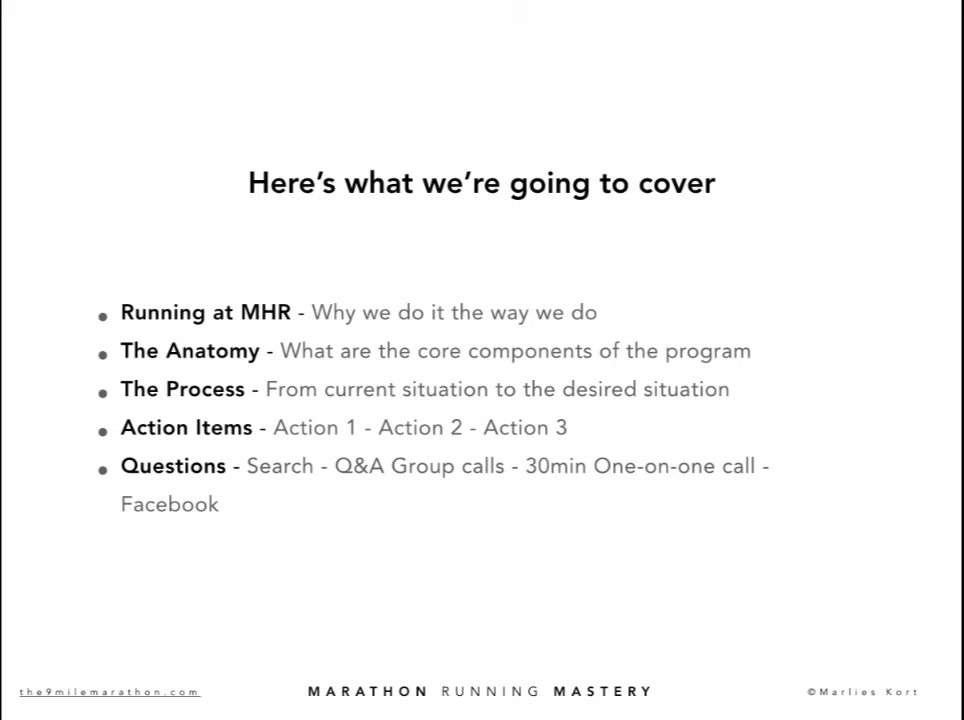 Here's what we're going to cover
• Running at MHR - Why we do it the way we do
• The Anatomy - What are the core components of the program
• The Process - From current situation to the desired situation
• Action Items - Action 1 - Action 2 - Action 3
• Questions - Search - Q&A Group calls - 30min One-on-one call -
Facebook
the9milemarathon.com
MARATHON RUNNING MASTERY
©Marlies Kort